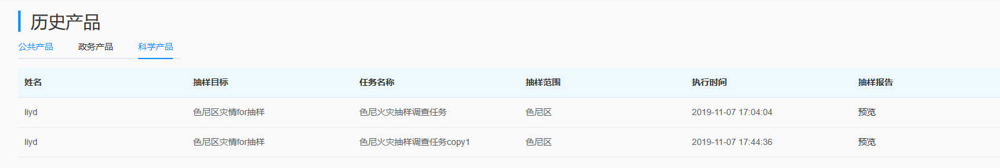 历史产品
公共产品 政务产品 科学产品
姓名 抽样目标 任务名称 抽样范围 执行时间 抽样报告
liyd 色尼区灾情for抽样 色尼火灾抽样调查任务 色尼区 2019-11-07 17:04:04 预览
liyd 色尼区灾情for抽样 色尼火灾抽样调查任务copy1 色尼区 2019-11-07 17:44:36 预览